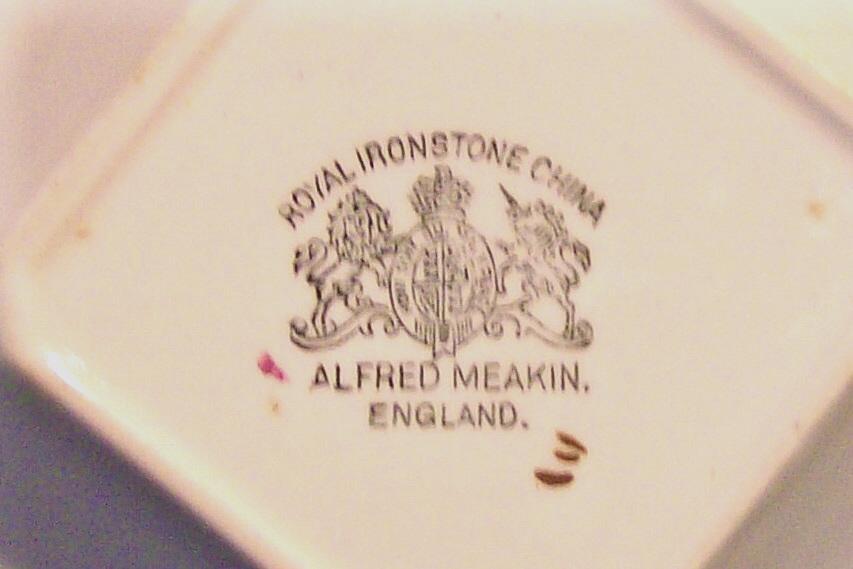 ROYAL IRONSTONE CHINA
ALFRED MEAKIN.
ENGLAND.